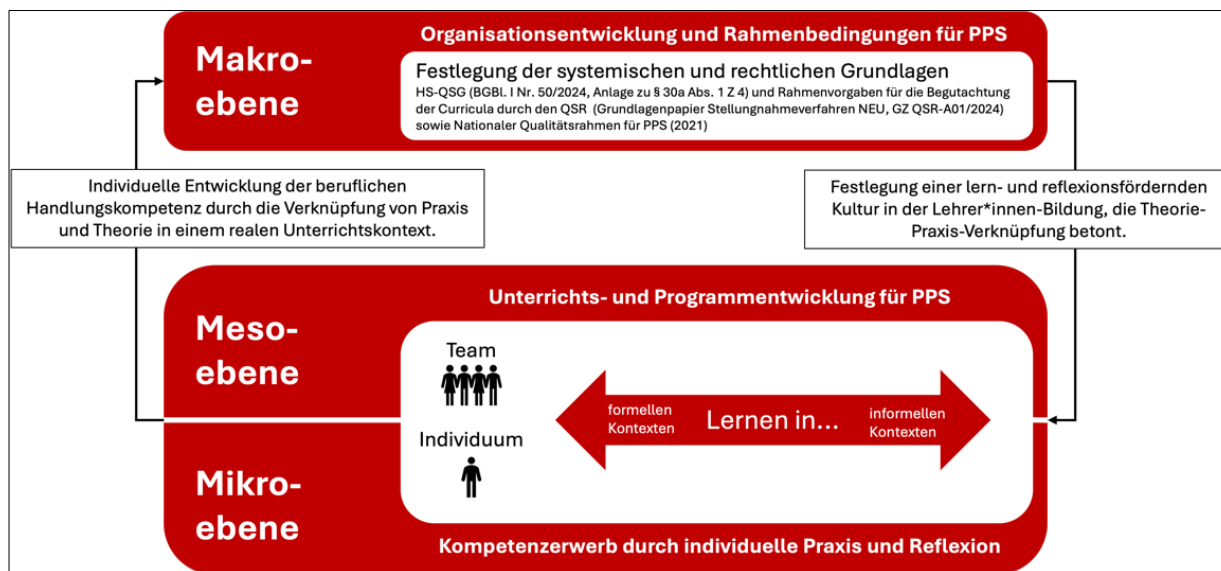 Makro-
ebene
Organisationsentwicklung und Rahmenbedingungen für PPS
Festlegung der systemischen und rechtlichen Grundlagen
HS-QSG (BGBl. I Nr. 50/2024, Anlage zu § 30a Abs. 1 Z 4) und Rahmenvorgaben für die Begutachtung
der Curricula durch den QSR (Grundlagenpapier Stellungnahmeverfahren NEU, GZ QSR-A01/2024)
sowie Nationaler Qualitätsrahmen für PPS (2021)
Individuelle Entwicklung der beruflichen
Handlungskompetenz durch die Verknüpfung von Praxis
und Theorie in einem realen Unterrichtskontext.
Festlegung einer lern- und reflexionsfördernden
Kultur in der Lehrer*innen-Bildung, die Theorie-
Praxis-Verknüpfung betont.
Meso-
ebene
Unterrichts- und Programmentwicklung für PPS
Team
formellen
Kontexten
Lernen in...
informellen
Kontexten
Individuum
Mikro-
ebene
Kompetenzerwerb durch individuelle Praxis und Reflexion